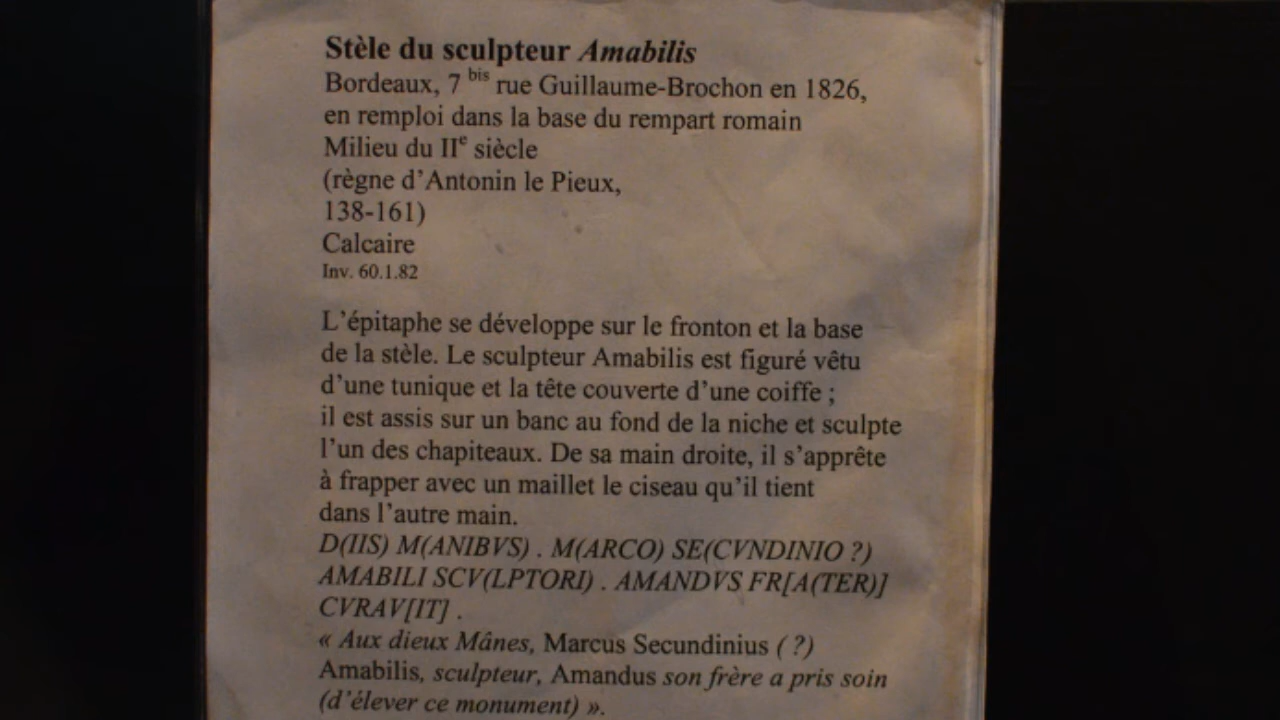 Stèle du sculpteur Amabilis
Bordeaux, 7 bis rue Guillaume-Brochon en 1826,
en remploi dans la base du rempart romain
Milieu du IIe siècle
(règne d'Antonin le Pieux,
138-161)
Calcaire
Inv. 60.1.82
L'épitaphe se développe sur le fronton et la base
de la stèle. Le sculpteur Amabilis est figuré vêtu
d'une tunique et la tête couverte d'une coiffe ;
il est assis sur un banc au fond de la niche et sculpte
l'un des chapiteaux. De sa main droite, il s'apprête
à frapper avec un maillet le ciseau qu'il tient
dans l'autre main.
D(IIS) M(ANIBVS) . M(ARCO) SE(CVNDINIO ?)
AMABILI SCV(LPTORI) . AMANDVS FR[A(TER)]
CVRAV[IT] .
« Aux dieux Mânes, Marcus Secundinius ( ?)
Amabilis, sculpteur, Amandus son frère a pris soin
(d'élever ce monument) ».